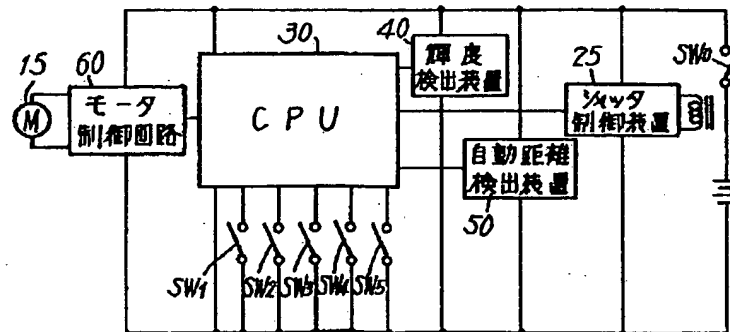 30
40
15
60
25
SW0
輝度
検出装置
M
モータ
制御回路
CPU
シャッタ
制御装置
自動距離
検出装置
50
SW1
SW2
SW3
SW4
SW5